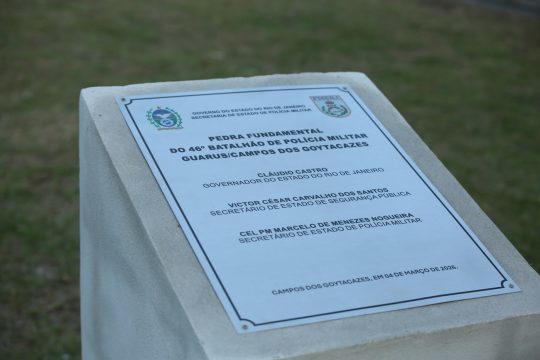 GOVERNO DO ESTADO DO RIO DE JANEIRO
SECRETARIA DE ESTADO DE POLÍCIA MILITAR
PEDRA FUNDAMENTAL
DO 46º BATALHÃO DE POLÍCIA MILITAR
GUARUS/CAMPOS DOS GOYTACAZES
CLÁUDIO CASTRO
GOVERNADOR DO ESTADO DO RIO DE JANEIRO
VICTOR CÉSAR CARVALHO DOS SANTOS
SECRETÁRIO DE ESTADO DE SEGURANÇA PÚBLICA
CEL PM MARCELO DE MENEZES NOGUEIRA
SECRETÁRIO DE ESTADO DE POLÍCIA MILITAR
CAMPOS DOS GOYTACAZES, EM 04 DE MARÇO DE 2026.